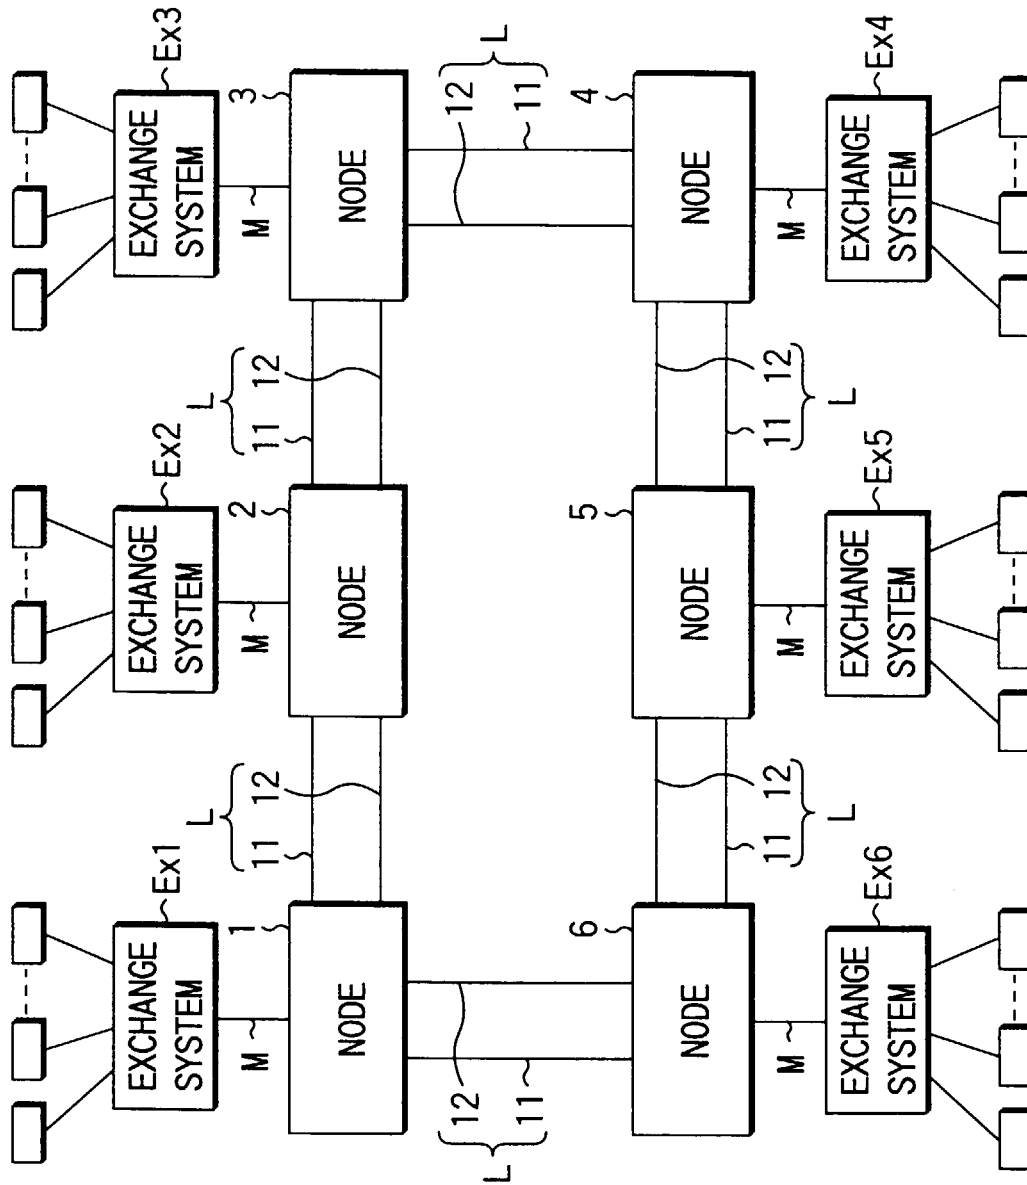 Ex1
EXCHANGE
SYSTEM
M
Ex2
EXCHANGE
SYSTEM
M
Ex3
EXCHANGE
SYSTEM
M
L
11 12
L
11 12
1
NODE
2
NODE
3
NODE
12
L
11
12
L
11
6
NODE
5
NODE
4
NODE
11 12
L
11 12
L
M
Ex6
EXCHANGE
SYSTEM
M
Ex5
EXCHANGE
SYSTEM
M
Ex4
EXCHANGE
SYSTEM